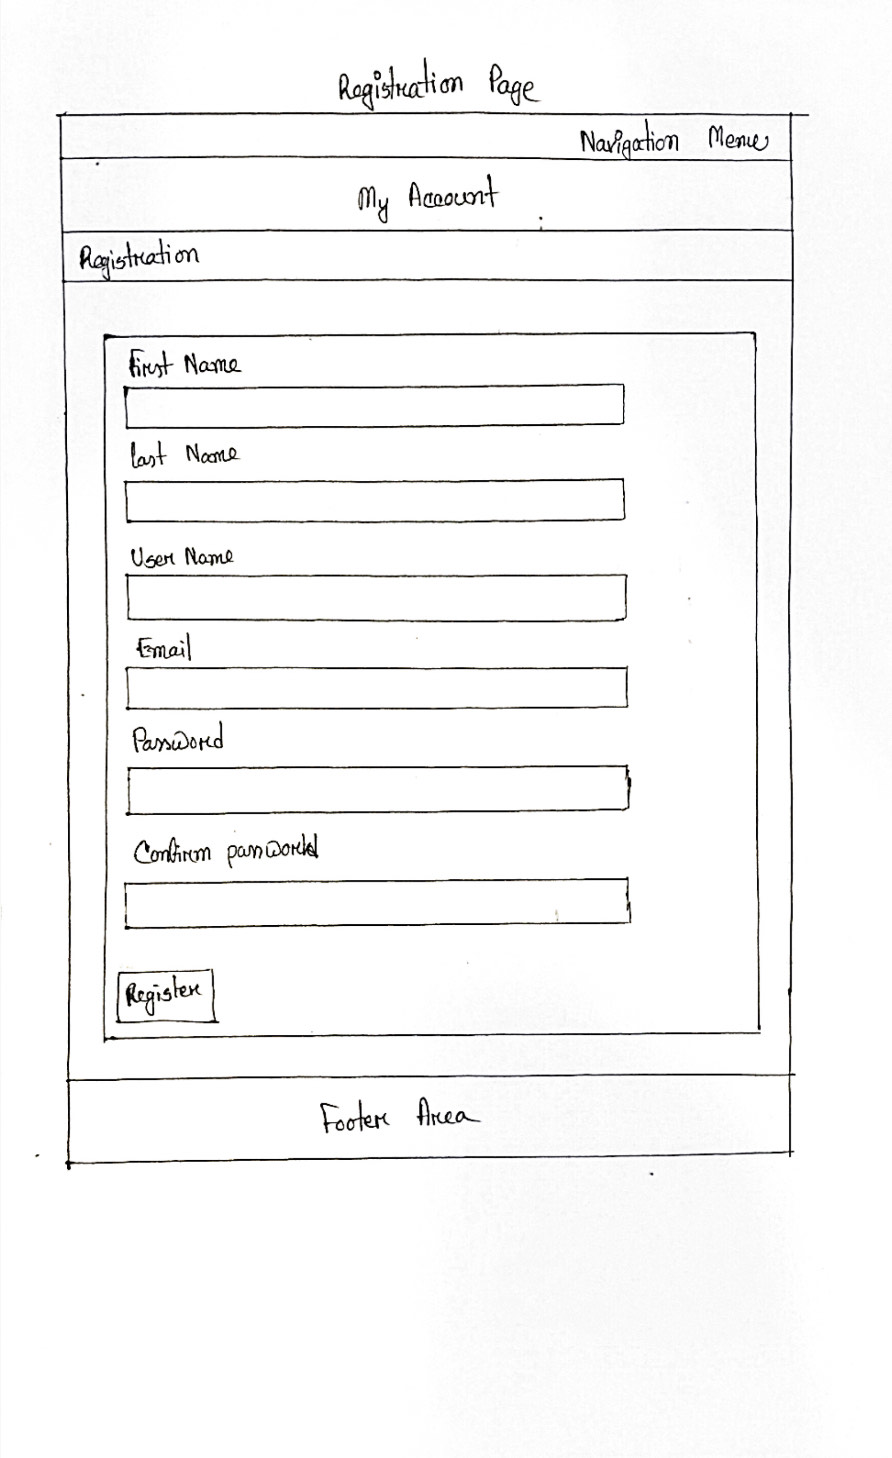 Registration Page
Navigation Menu
My Account
Registration
First Name
Last Name
User Name
Email
Password
Confirm password
Register
Footer Area